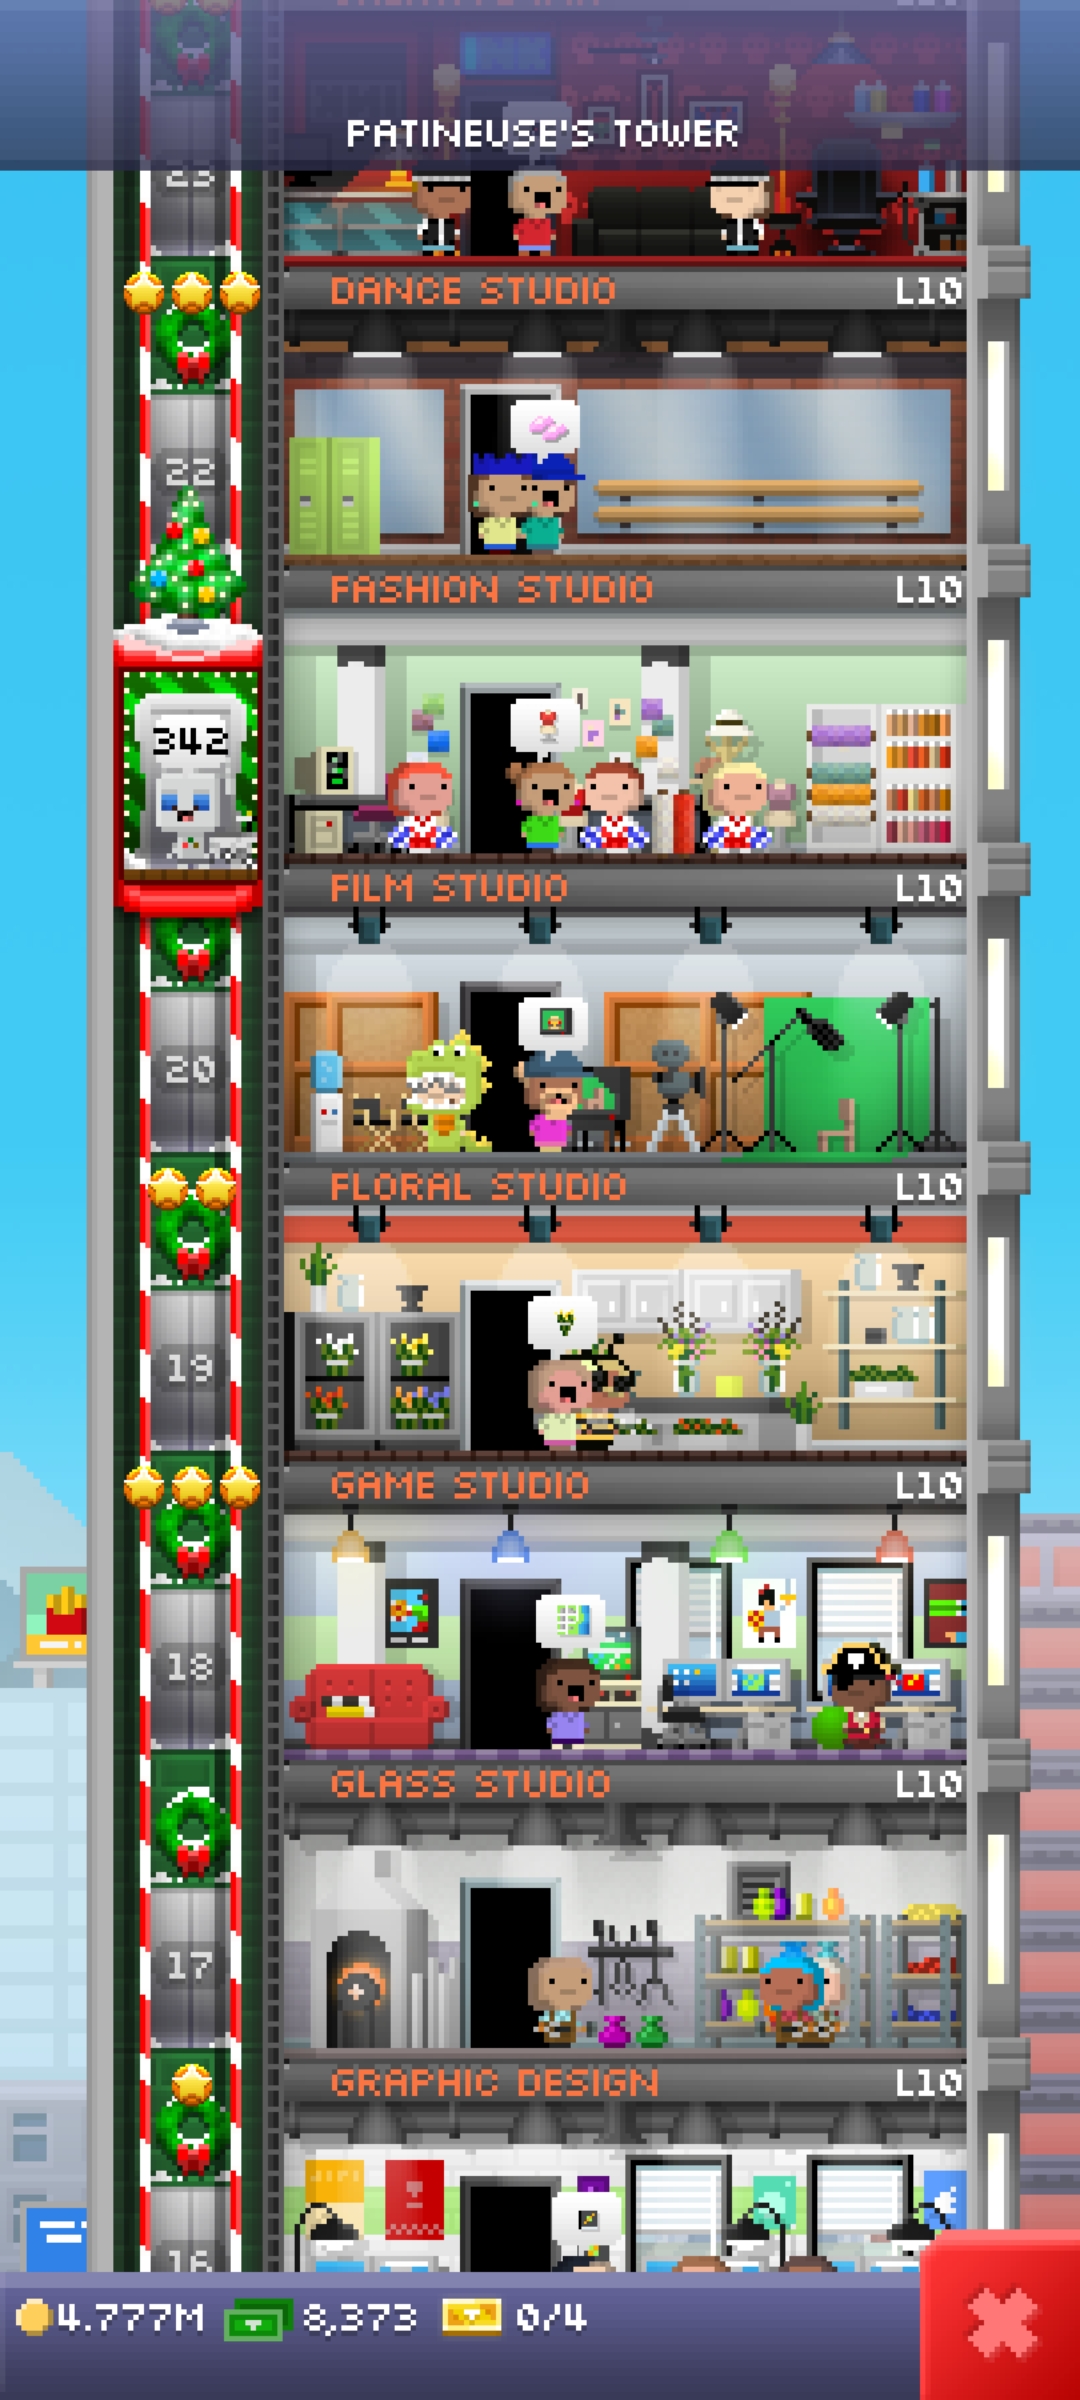 PATINEUSE'S TOWER
23
DANCE STUDIO L10
22
FASHION STUDIO L10
342
FILM STUDIO L10
20
FLORAL STUDIO L10
19
GAME STUDIO L10
18
GLASS STUDIO L10
17
GRAPHIC DESIGN L10
16
4.777M 8,373 0/4